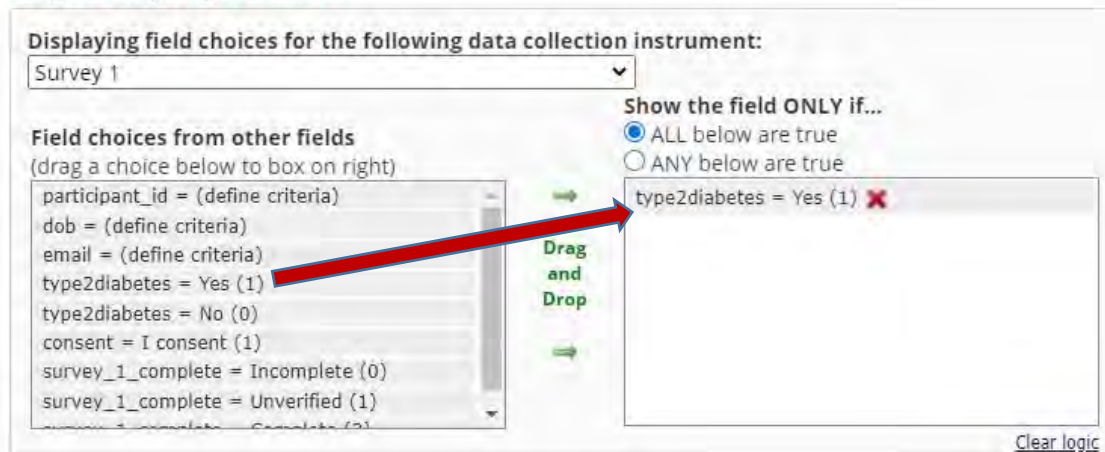 Displaying field choices for the following data collection instrument:
Survey 1
Field choices from other fields
(drag a choice below to box on right)
participant_id = (define criteria)
dob = (define criteria)
email = (define criteria)
type2diabetes = Yes (1)
type2diabetes = No (0)
consent = I consent (1)
survey_1_complete = Incomplete (0)
survey_1_complete = Unverified (1)
survey_1_complete = Complete (2)
Drag
and
Drop
Show the field ONLY if...
ALL below are true
ANY below are true
type2diabetes = Yes (1)
Clear logic